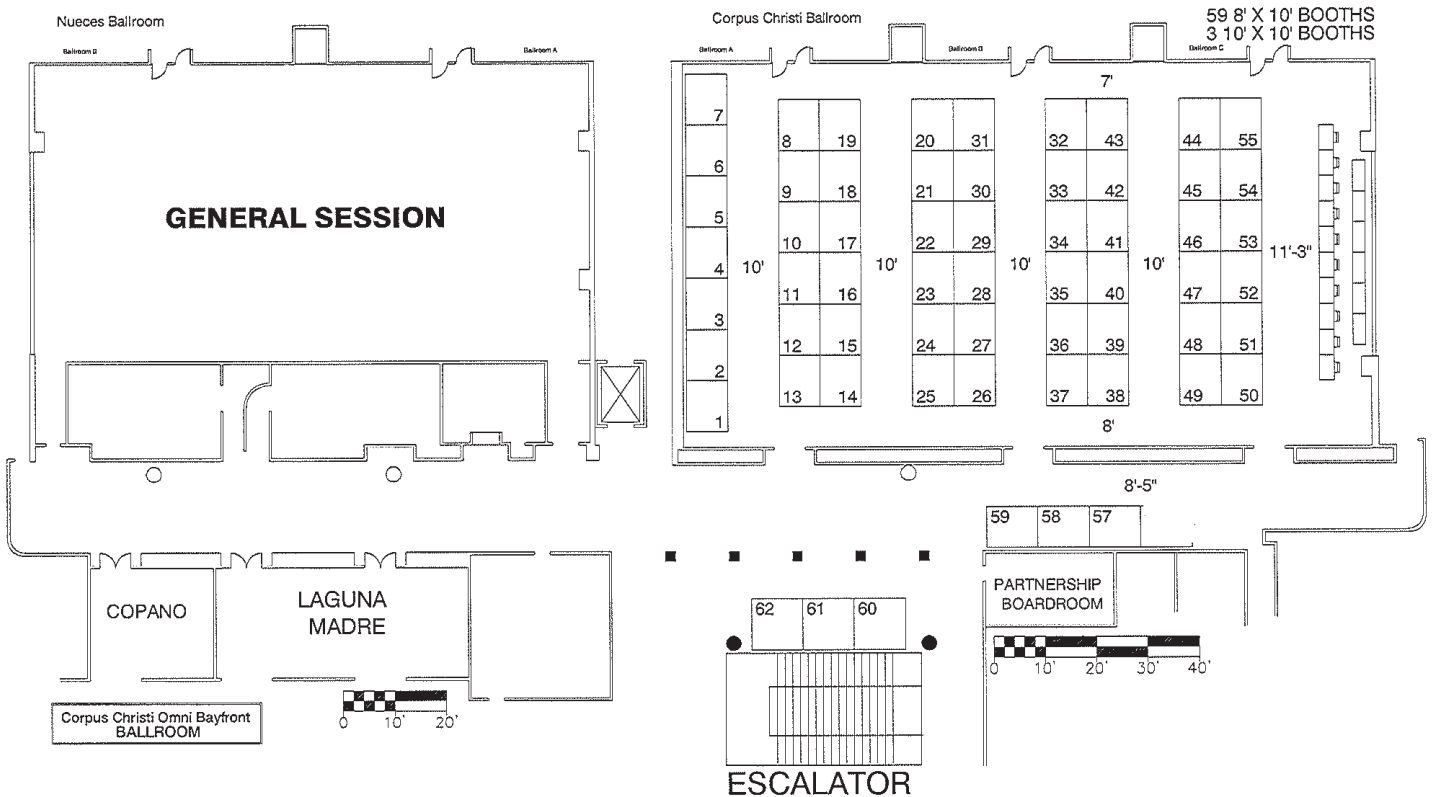 Nueces Ballroom
Ballroom A
Corpus Christi Ballroom
59 8' X 10' BOOTHS
3 10' X 10' BOOTHS
Ballroom A
7'
7
8 19
20 31
32 43
44 55
6
9 18
21 30
33 42
45 54
GENERAL SESSION
5
10 17
22 29
34 41
46 53
11'-3"
4
10'
10'
10'
10'
11 16
23 28
35 40
47 52
3
12 15
24 27
36 39
48 51
2
13 14
25 26
37 38
49 50
1
8'
8'-5"
59 58 57
COPANO
LAGUNA
MADRE
62 61 60
PARTNERSHIP
BOARDROOM
0 10' 20' 30' 40'
Corpus Christi Omni Bayfront
BALLROOM
0 10' 20'
ESCALATOR